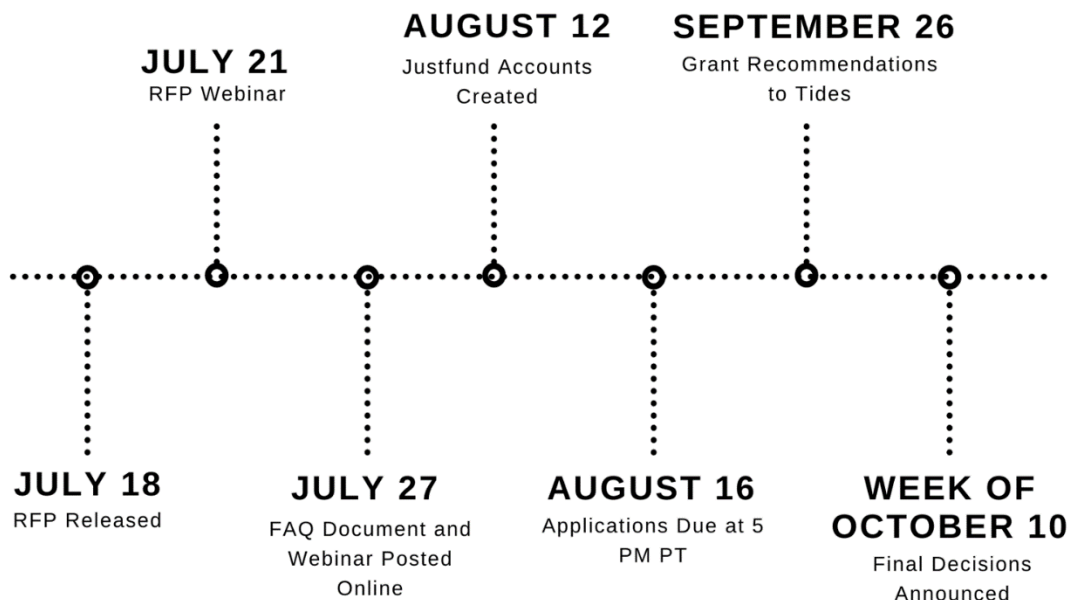 JULY 18
RFP Released
JULY 21
RFP Webinar
JULY 27
FAQ Document and
Webinar Posted
Online
AUGUST 12
Justfund Accounts
Created
AUGUST 16
Applications Due at 5
PM PT
SEPTEMBER 26
Grant Recommendations
to Tides
WEEK OF
OCTOBER 10
Final Decisions
Announced